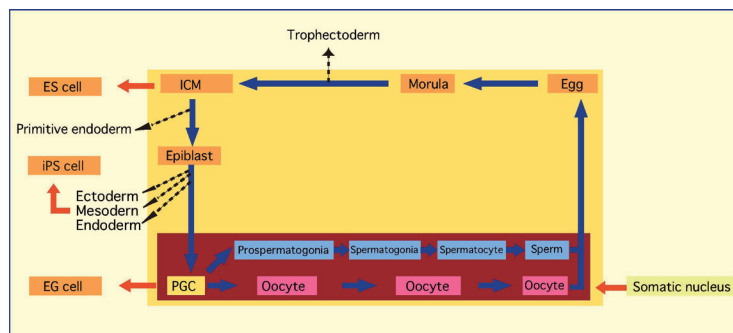 Trophectoderm
ES cell
ICM
Morula
Egg
Primitive endoderm
Epiblast
iPS cell
Ectoderm
Mesodern
Endoderm
Prospermatogonia
Spermatogonia
Spermatocyte
Sperm
EG cell
PGC
Oocyte
Oocyte
Oocyte
Somatic nucleus